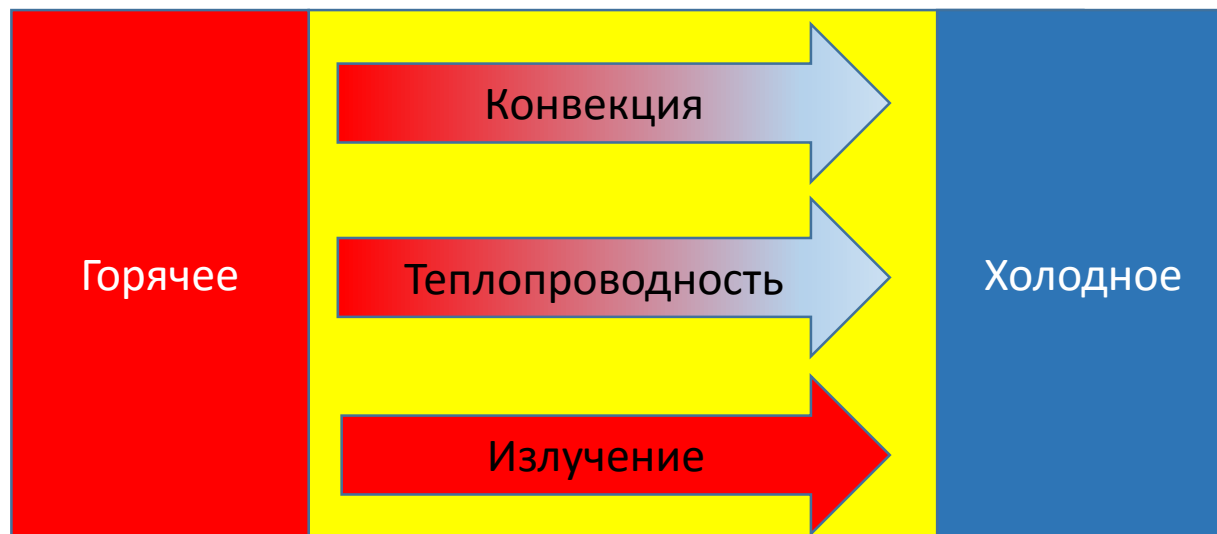 Конвекция
Горячее
Теплопроводность
Холодное
Излучение